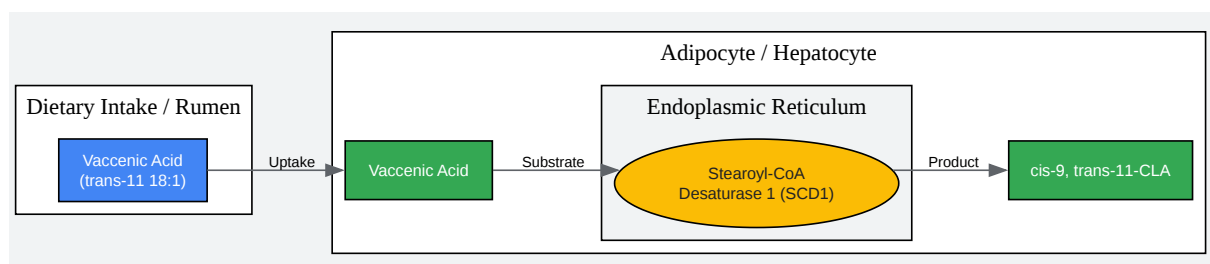 Adipocyte / Hepatocyte
Dietary Intake / Rumen
Endoplasmic Reticulum
Vaccenic Acid
(trans-11 18:1)
Uptake
Vaccenic Acid
Substrate
Stearoyl-CoA
Desaturase 1 (SCD1)
Product
cis-9, trans-11-CLA